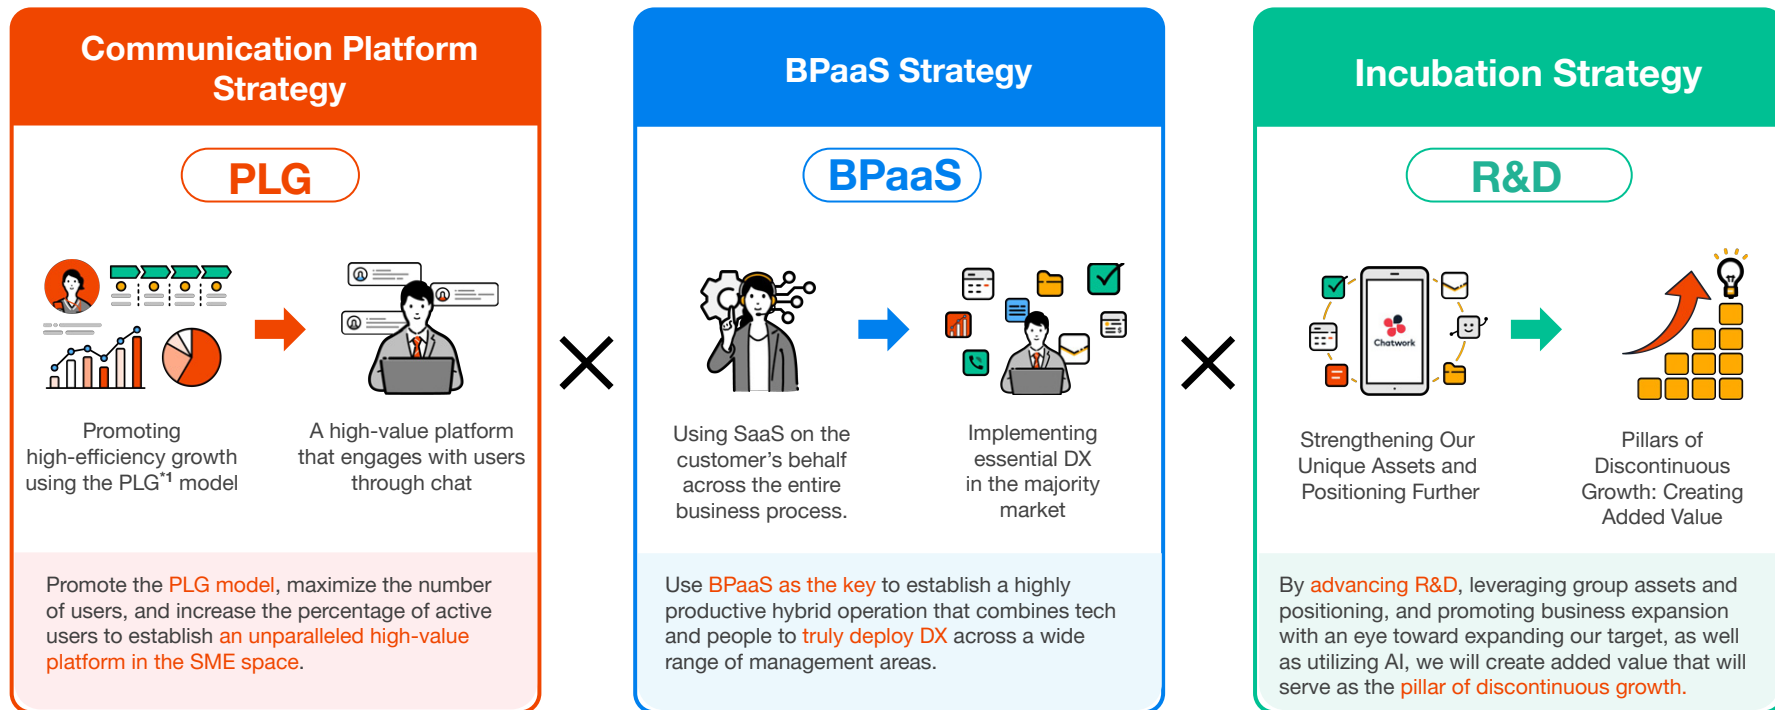 Communication Platform
Strategy
PLG
Promoting
high-efficiency growth
using the PLG*1 model
A high-value platform
that engages with users
through chat
Promote the PLG model, maximize the number
of users, and increase the percentage of active
users to establish an unparalleled high-value
platform in the SME space.
BPaaS Strategy
BPaaS
Using SaaS on the
customer's behalf
across the entire
business process.
Implementing
essential DX
in the majority
market
Use BPaaS as the key to establish a highly
productive hybrid operation that combines tech
and people to truly deploy DX across a wide
range of management areas.
Incubation Strategy
R&D
Chatwork
Strengthening Our
Unique Assets and
Positioning Further
Pillars of
Discontinuous
Growth: Creating
Added Value
By advancing R&D, leveraging group assets and
positioning, and promoting business expansion
with an eye toward expanding our target, as well
as utilizing AI, we will create added value that will
serve as the pillar of discontinuous growth.